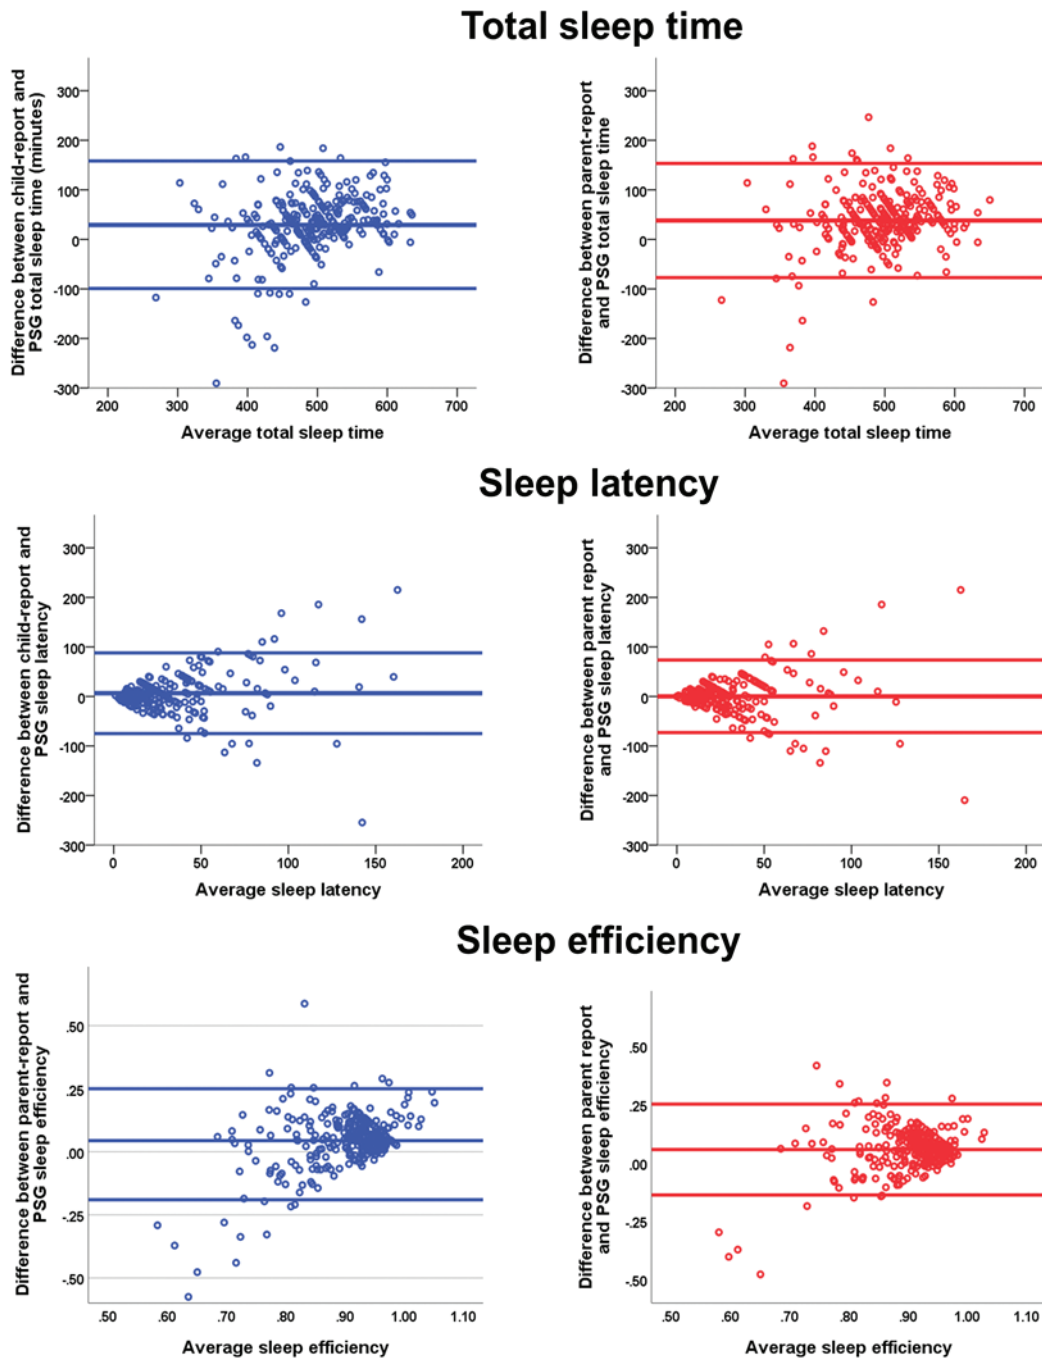 Total sleep time
Difference between child-report and
PSG total sleep time (minutes)
300
200
100
0
-100
-200
-300
200 300 400 500 600 700
Average total sleep time
Difference between parent-report
and PSG total sleep time
300
200
100
0
-100
-200
-300
200 300 400 500 600 700
Average total sleep time
Sleep latency
Difference between child-report and
PSG sleep latency
300
200
100
0
-100
-200
-300
0 50 100 150 200
Average sleep latency
Difference between parent report
and PSG sleep latency
300
200
100
0
-100
-200
-300
0 50 100 150 200
Average sleep latency
Sleep efficiency
Difference between parent-report and
PSG sleep efficiency
.50
.25
.00
-.25
-.50
.50 .60 .70 .80 .90 1.00 1.10
Average sleep efficiency
Difference between parent report
and PSG sleep efficiency
.50
.25
.00
-.25
-.50
.50 .60 .70 .80 .90 1.00 1.10
Average sleep efficiency